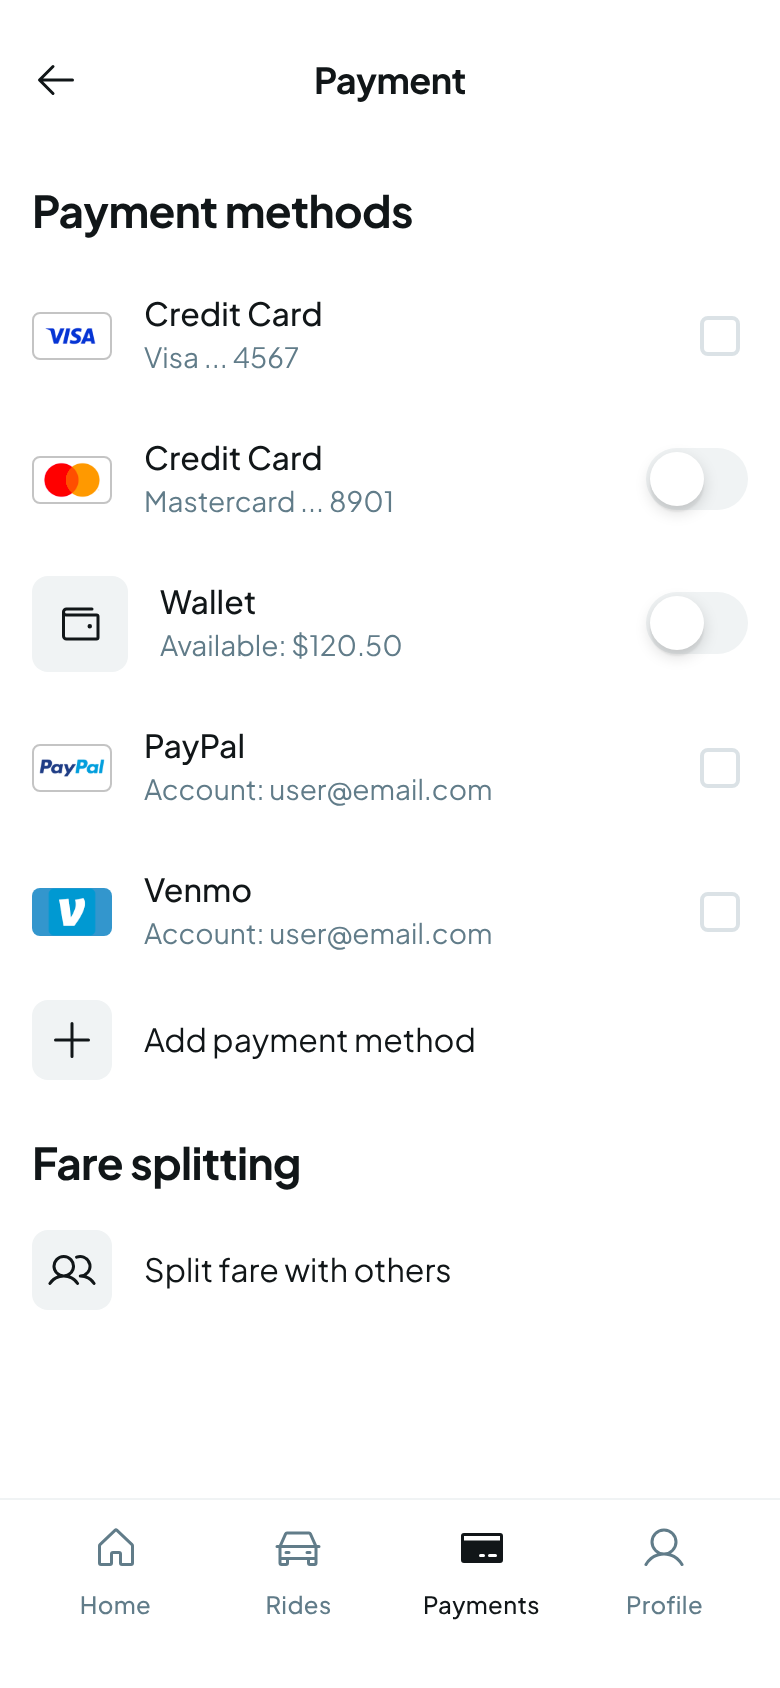 Payment
Payment methods
VISA
Credit Card
Visa ... 4567
Credit Card
Mastercard ... 8901
Wallet
Available: $120.50
PayPal
PayPal
Account: user@email.com
Venmo
Account: user@email.com
Add payment method
Fare splitting
Split fare with others
Home
Rides
Payments
Profile